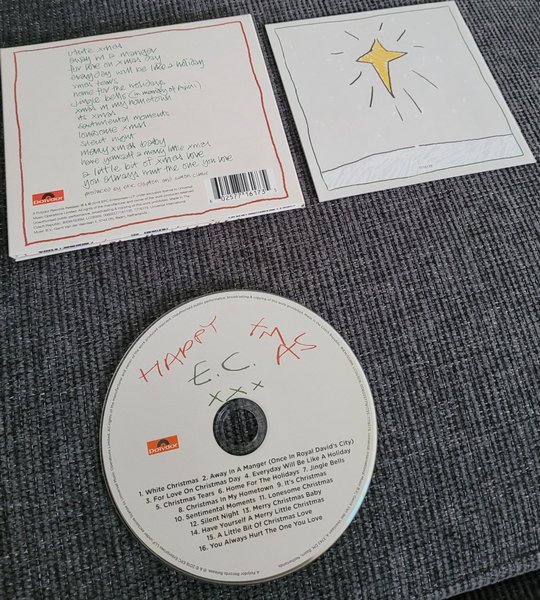 white xmas
away in a manger
for love on xmas day
everyday will be like a holiday
xmas tears
home for the holidays
jingle bells (in memory of Avicii)
xmas in my hometown
its xmas
sentimental moments
lonesome xmas
silent night
merry xmas baby
have yourself a merry little xmas
a little bit of xmas love
you always hurt the one you love
produced by eric clapton and simon climie
polydor
HAPPY XMAS
E.C.
xxx
polydor
1. White Christmas 2. Away In A Manger (Once In Royal David's City)
3. For Love On Christmas Day 4. Everyday Will Be Like A Holiday
5. Christmas Tears 6. Home For The Holidays 7. Jingle Bells
8. Christmas In My Hometown 9. It's Christmas
10. Sentimental Moments 11. Lonesome Christmas
12. Silent Night 13. Merry Christmas Baby
14. Have Yourself A Merry Little Christmas
15. A Little Bit Of Christmas Love
16. You Always Hurt The One You Love